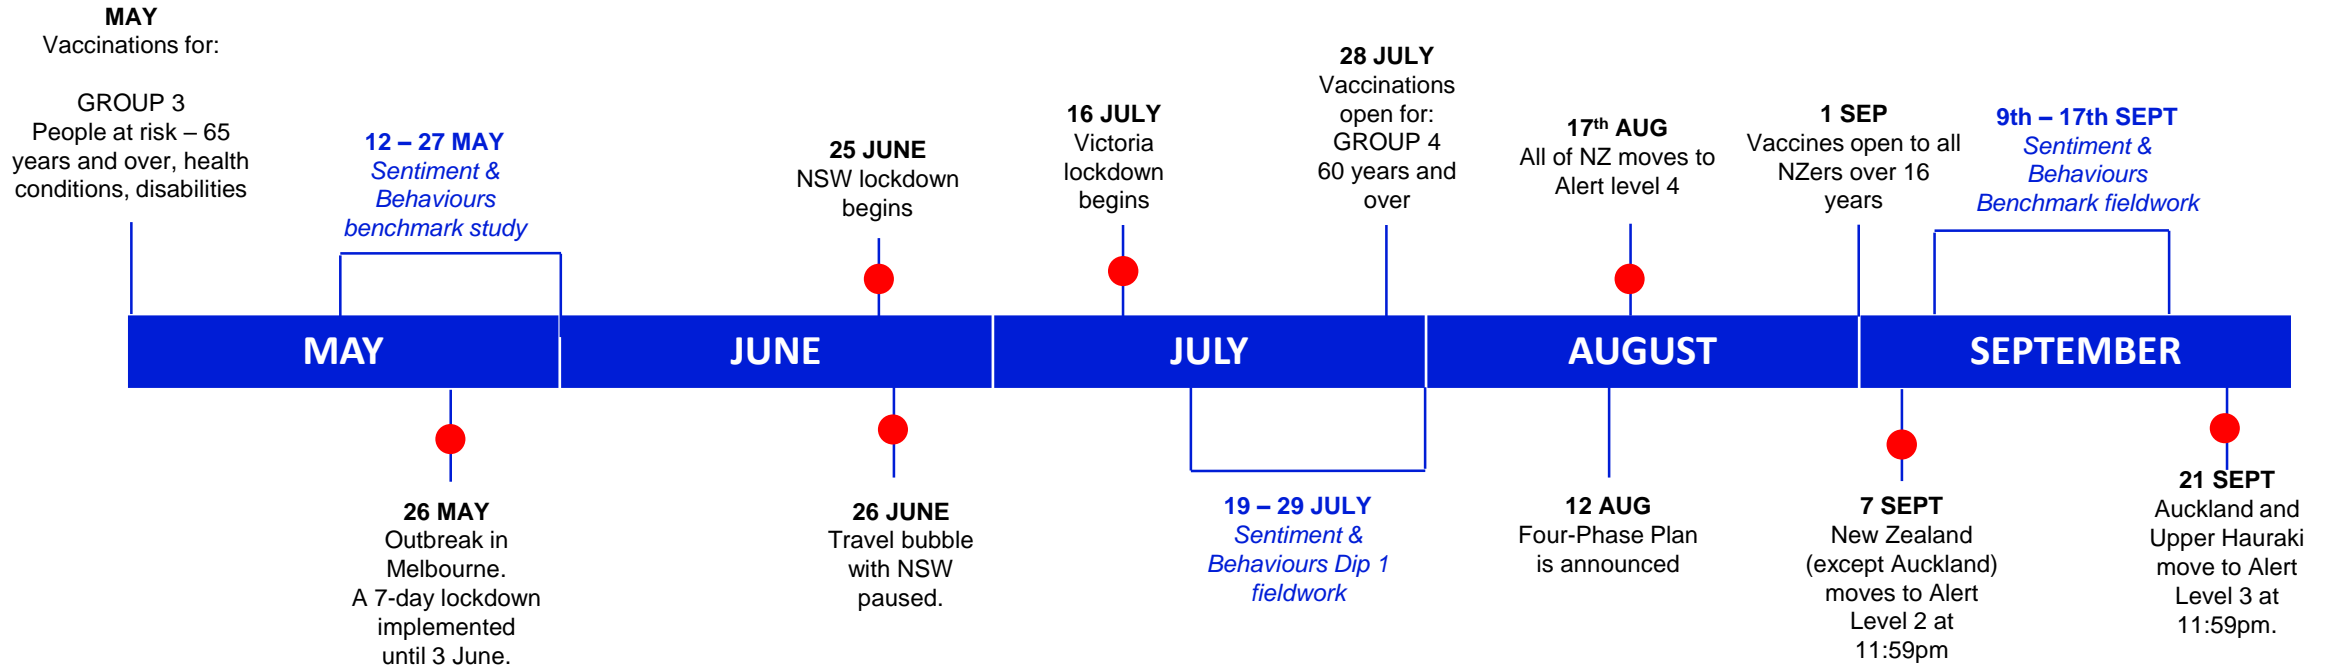 MAY
Vaccinations for:
GROUP 3
People at risk – 65
years and over, health
conditions, disabilities
12 – 27 MAY
Sentiment &
Behaviours
benchmark study
25 JUNE
NSW lockdown
begins
16 JULY
Victoria
lockdown
begins
28 JULY
Vaccinations
open for:
GROUP 4
60 years and
over
17th AUG
All of NZ moves to
Alert level 4
1 SEP
Vaccines open to all
NZers over 16
years
9th – 17th SEPT
Sentiment &
Behaviours
Benchmark fieldwork
MAY
JUNE
JULY
AUGUST
SEPTEMBER
26 MAY
Outbreak in
Melbourne.
A 7-day lockdown
implemented
until 3 June.
26 JUNE
Travel bubble
with NSW
paused.
19 – 29 JULY
Sentiment &
Behaviours Dip 1
fieldwork
12 AUG
Four-Phase Plan
is announced
7 SEPT
New Zealand
(except Auckland)
moves to Alert
Level 2 at
11:59pm
21 SEPT
Auckland and
Upper Hauraki
move to Alert
Level 3 at
11:59pm.